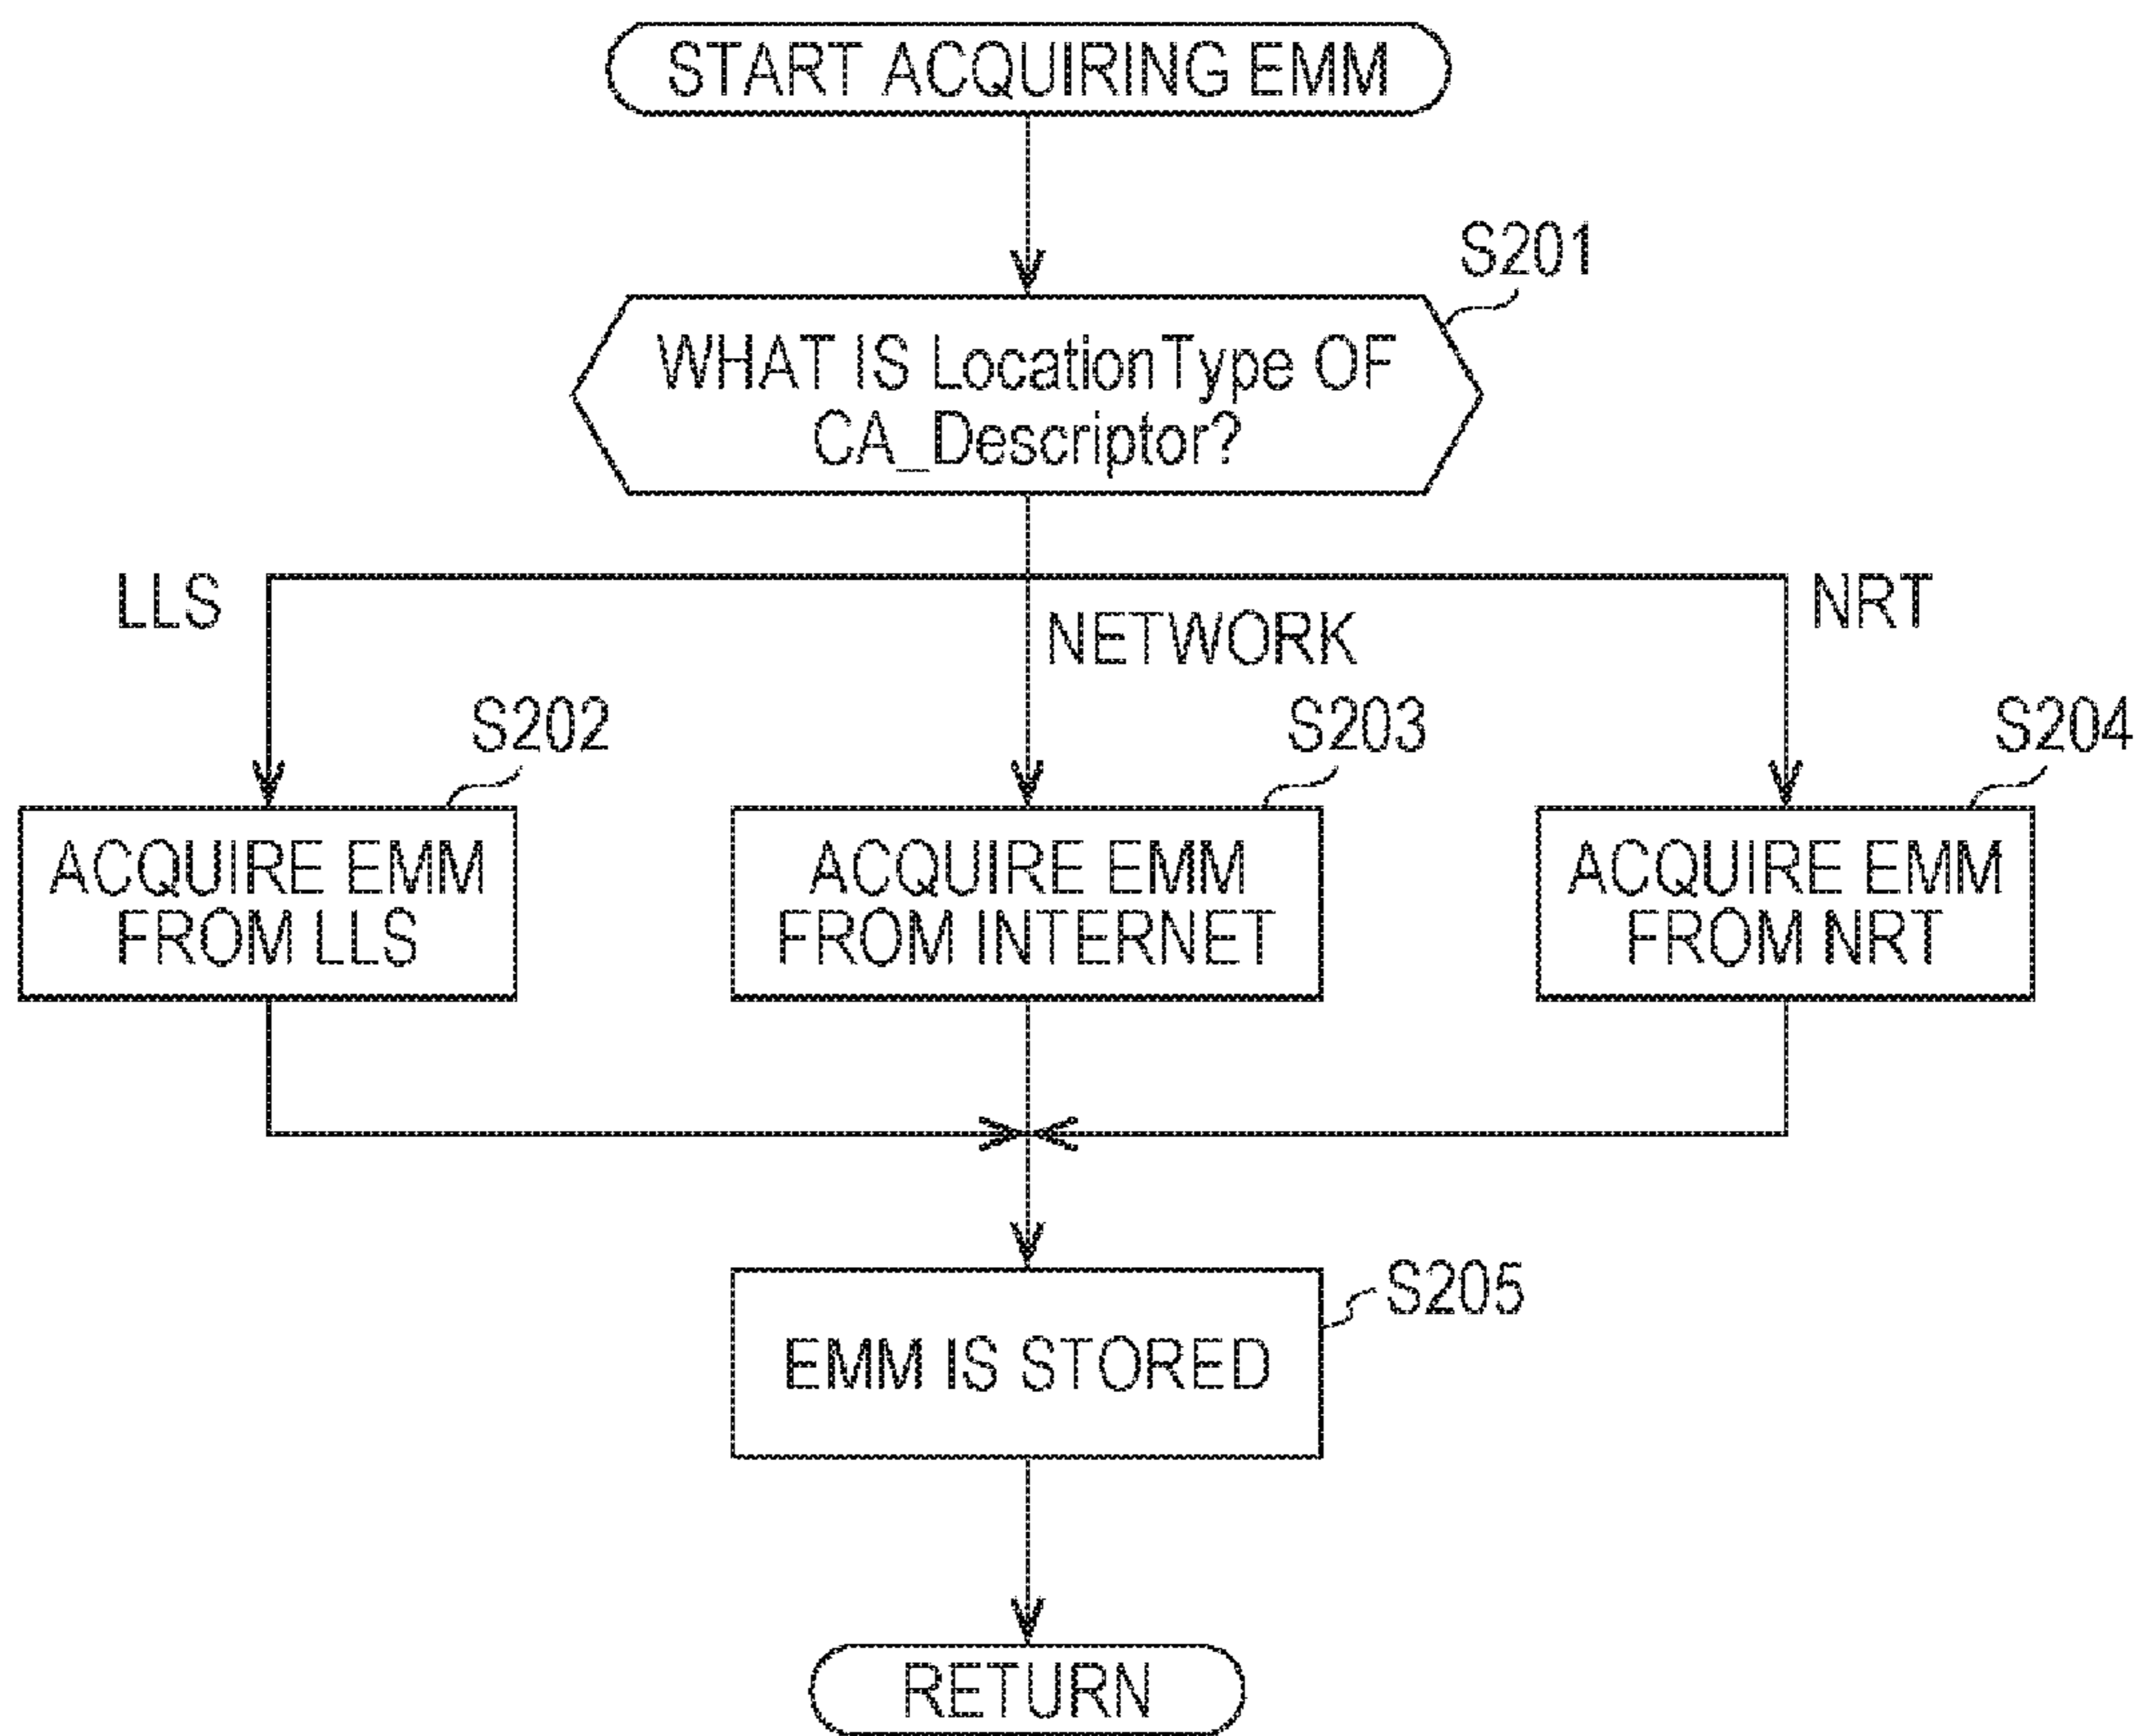 START ACQUIRING EMM
S201
WHAT IS LocationType OF
CA_Descriptor?
LLS
NETWORK
NRT
S202
S203
S204
ACQUIRE EMM
FROM LLS
ACQUIRE EMM
FROM INTERNET
ACQUIRE EMM
FROM NRT
S205
EMM IS STORED
RETURN